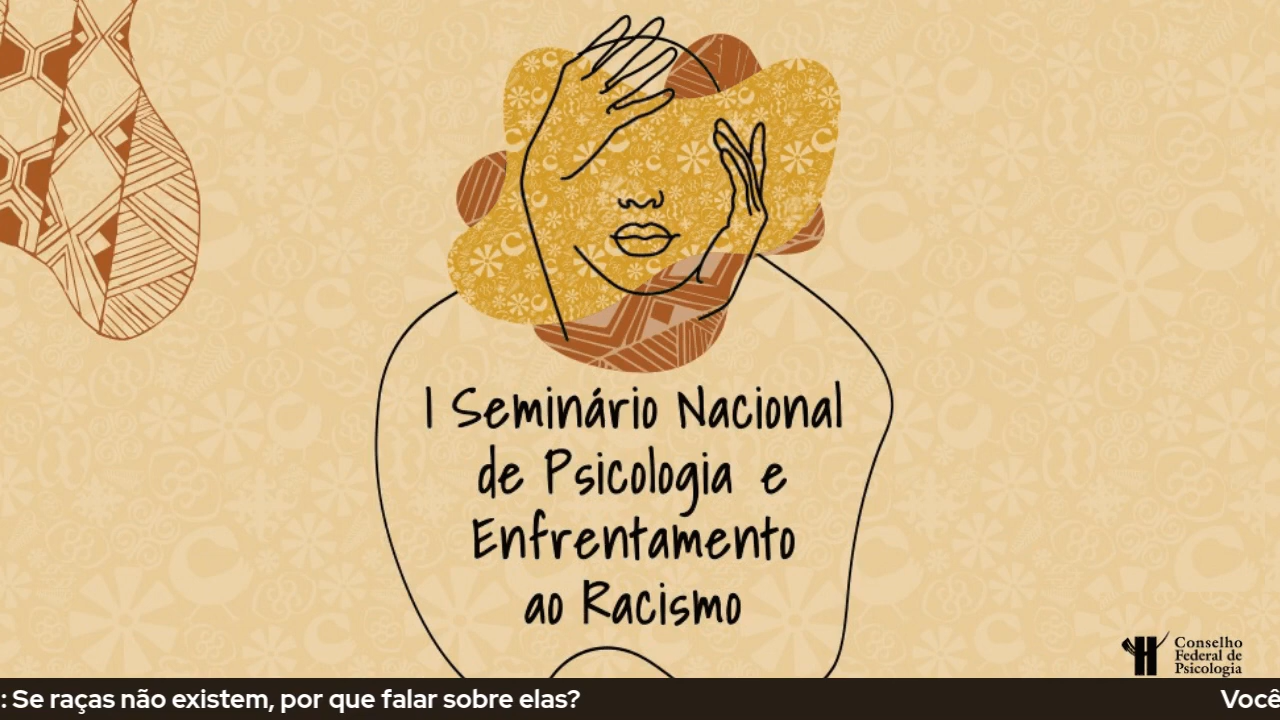 I Seminário Nacional
de Psicologia e
Enfrentamento
ao Racismo
Conselho
Federal de
Psicologia
: Se raças não existem, por que falar sobre elas?
Você